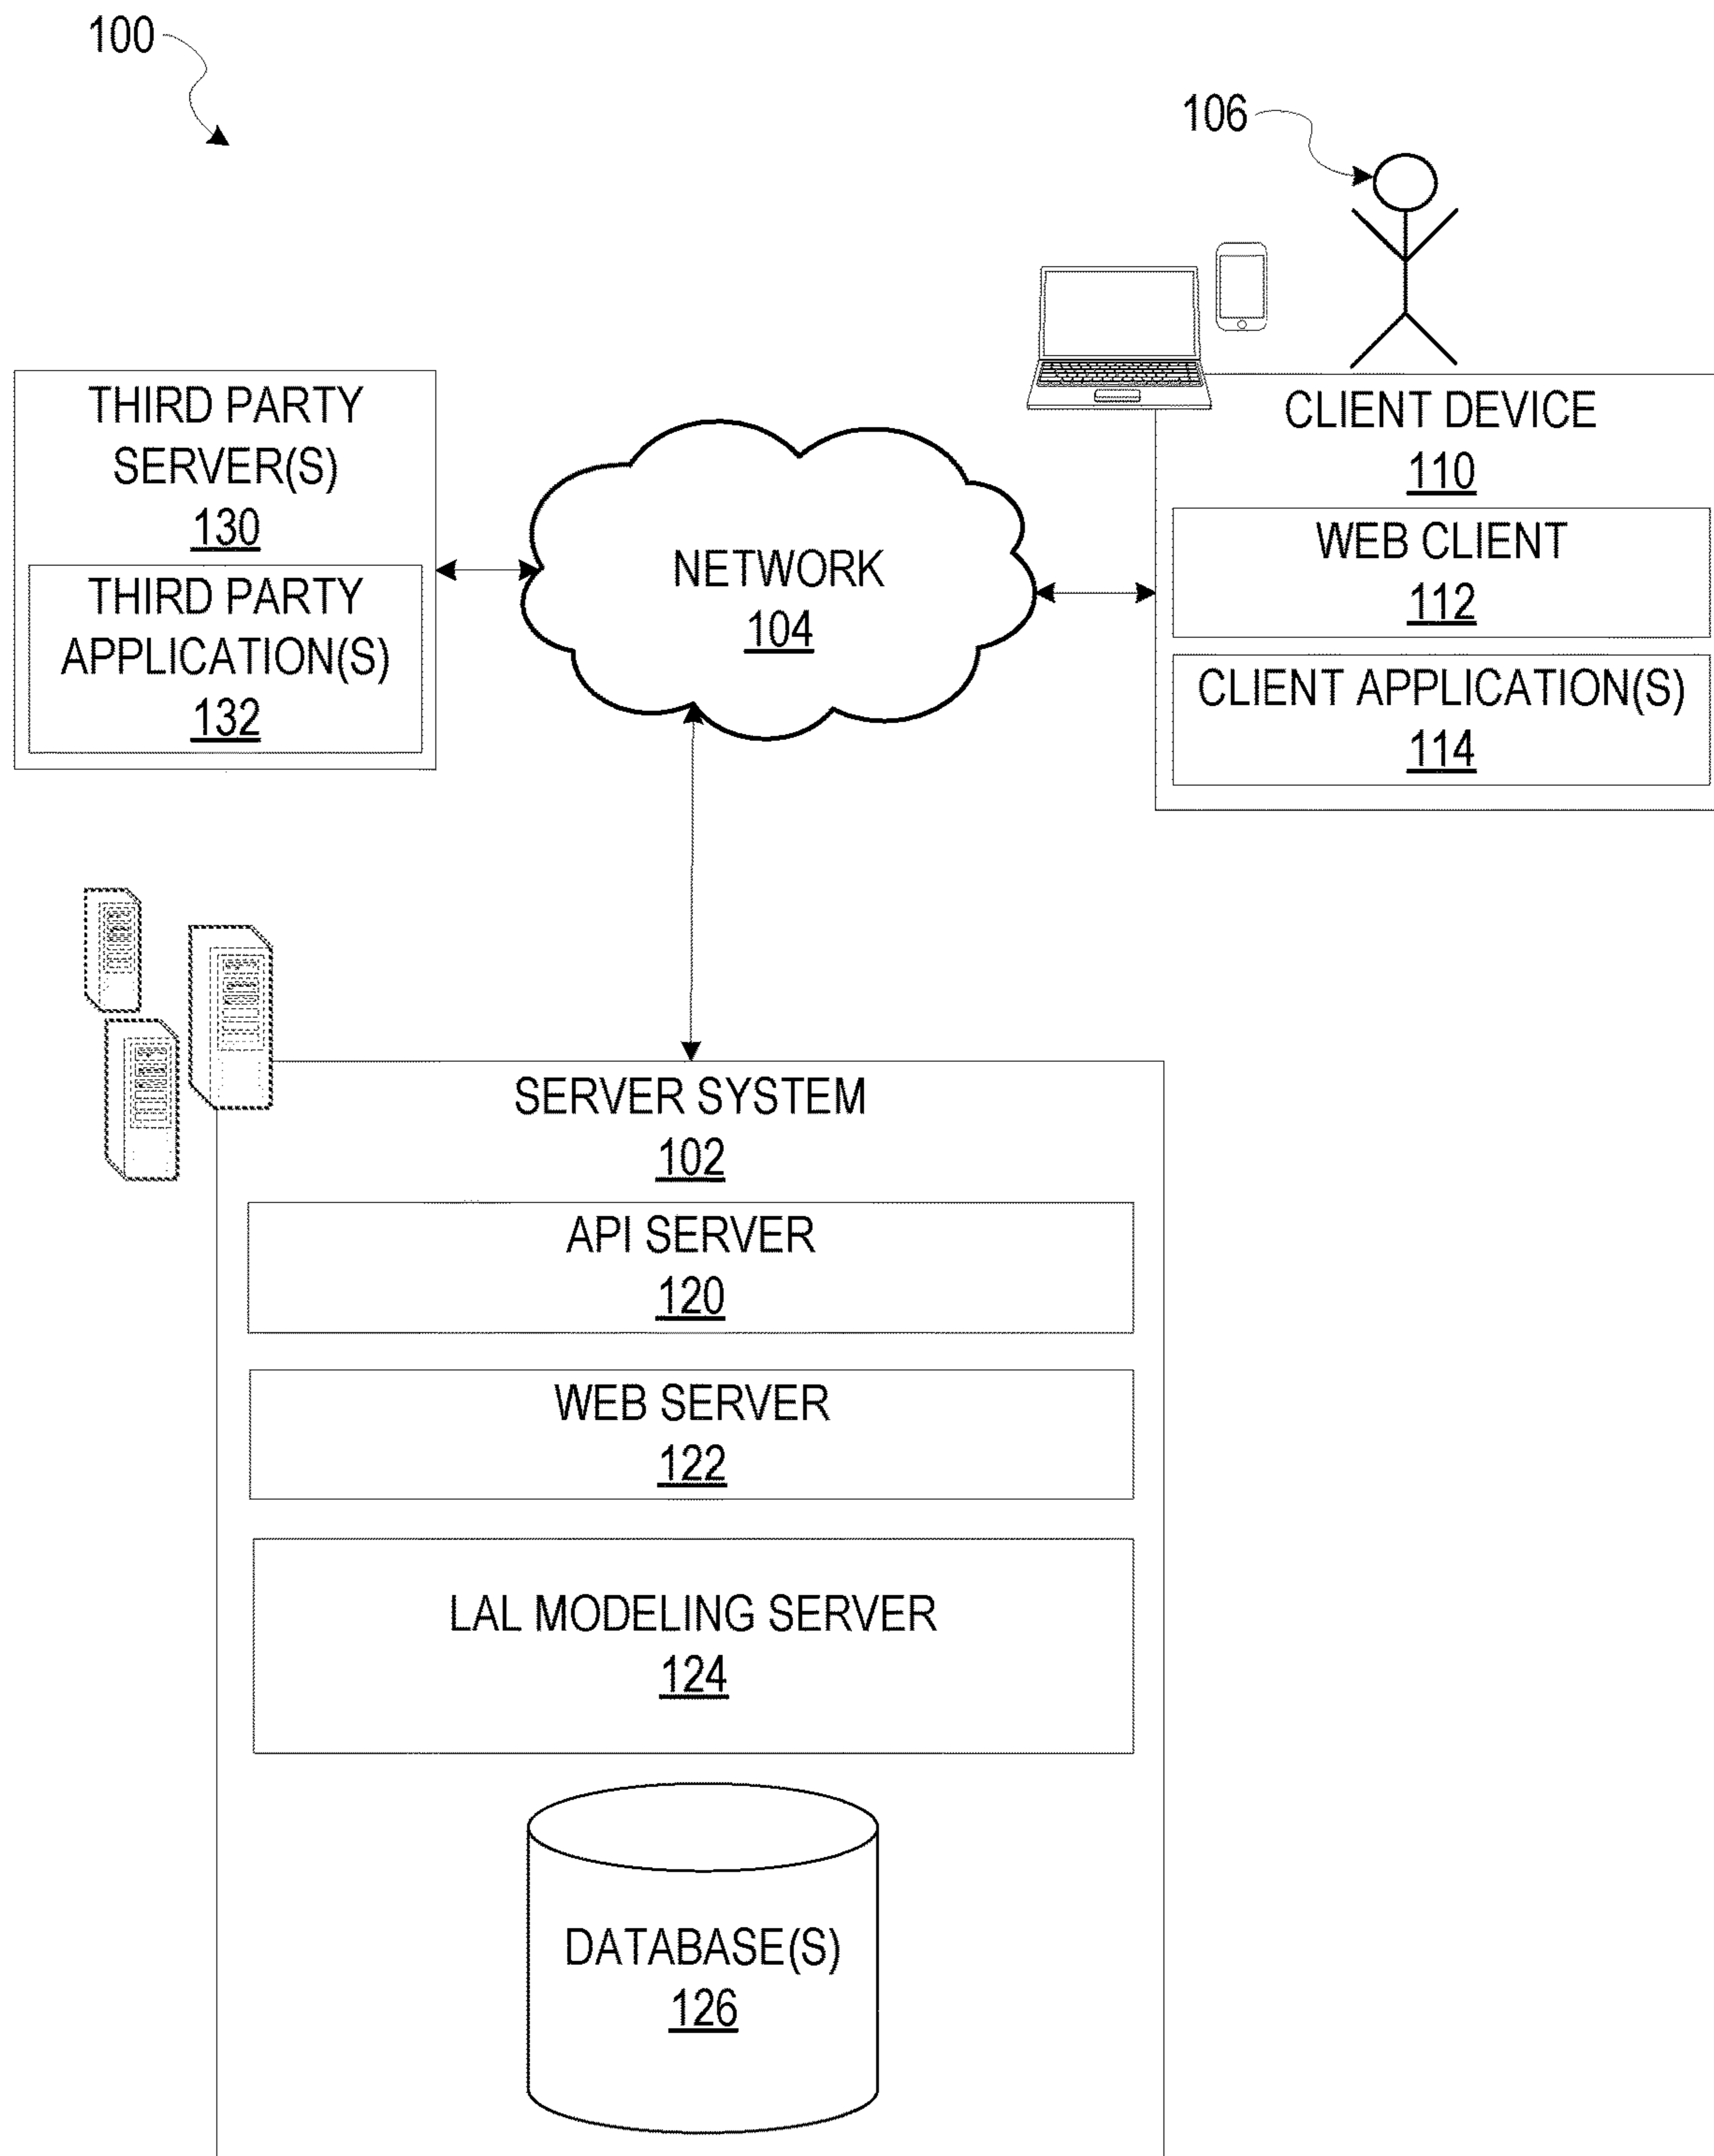 100
106
THIRD PARTY
SERVER(S)
130
THIRD PARTY
APPLICATION(S)
132
NETWORK
104
CLIENT DEVICE
110
WEB CLIENT
112
CLIENT APPLICATION(S)
114
SERVER SYSTEM
102
API SERVER
120
WEB SERVER
122
LAL MODELING SERVER
124
DATABASE(S)
126